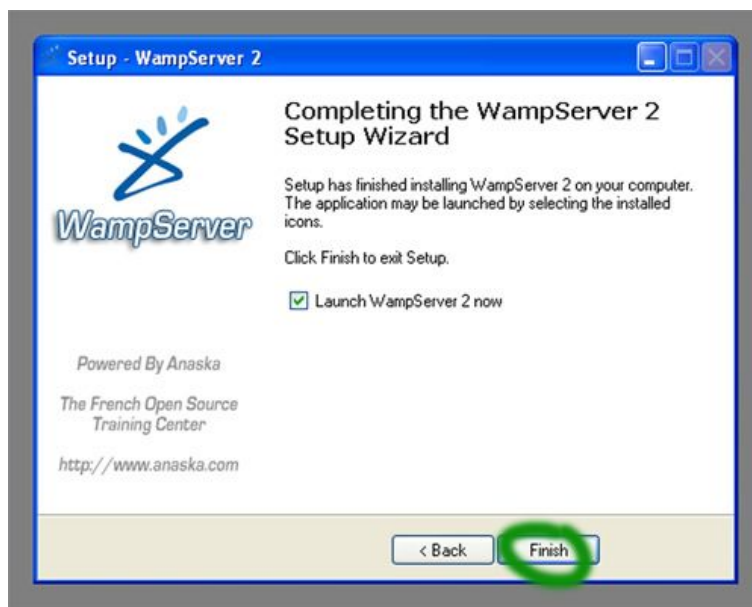 Setup - WampServer 2
Completing the WampServer 2
Setup Wizard
Setup has finished installing WampServer 2 on your computer.
The application may be launched by selecting the installed
icons.
Click Finish to exit Setup.
Launch WampServer 2 now
WampServer
Powered By Anaska
The French Open Source
Training Center
http://www.anaska.com
< Back
Finish